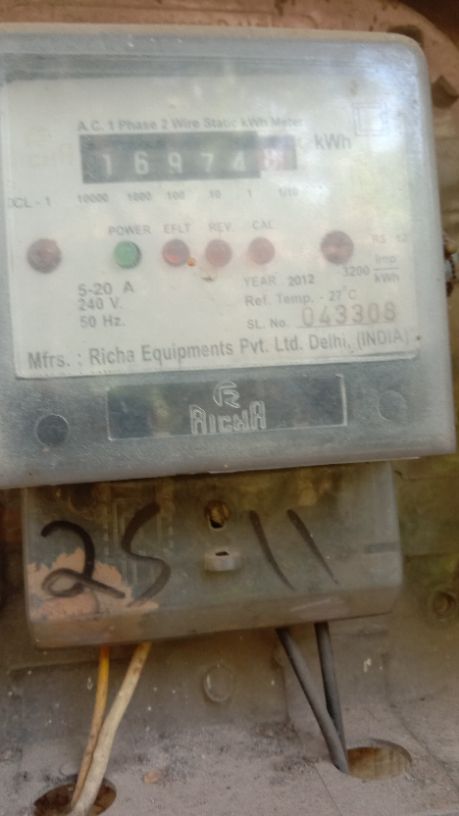 A.C. 1 Phase 2 Wire Static kWh Meter
16974 kWh
CL - 1 10000 1000 100 10 1 1/10
POWER EFLT REV. CAL
5-20 A
240 V.
50 Hz.
YEAR 2012 3200 Imp/kWh
Ref. Temp. - 27°C
SL. No. 043308
Mfrs. : Richa Equipments Pvt. Ltd. Delhi, (INDIA)
R
RICHA
25 11